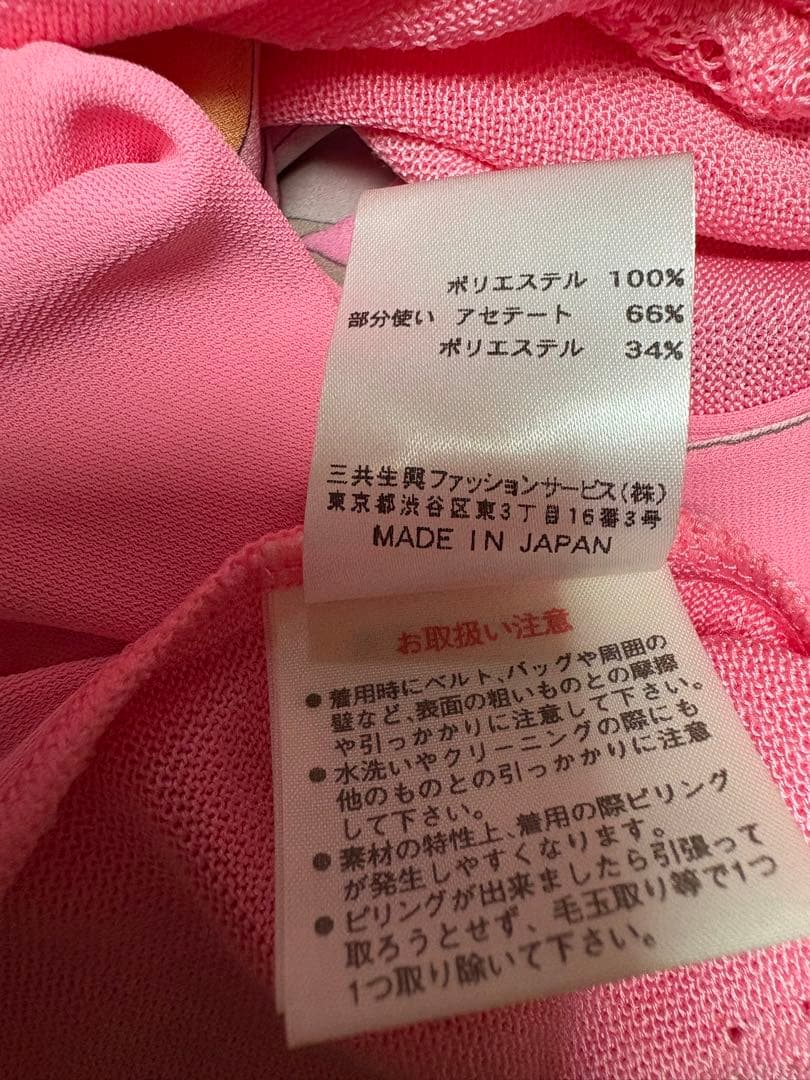 ポリエステル 100%
部分使い アセテート 66%
ポリエステル 34%
三共生興ファッションサービス(株)
東京都渋谷区東3丁目16番3号
MADE IN JAPAN
お取扱い注意
●着用時にベルト、バッグや周囲の
壁など、表面の粗いものとの摩擦
や引っかかりに注意して下さい。
●水洗いやクリーニングの際にも
他のものとの引っかかりに注意
して下さい。
●素材の特性上、着用の際ピリング
が発生しやすくなります。
●ピリングが出来ましたら引張って
取ろうとせず、毛玉取り等で1つ
1つ取り除いて下さい。